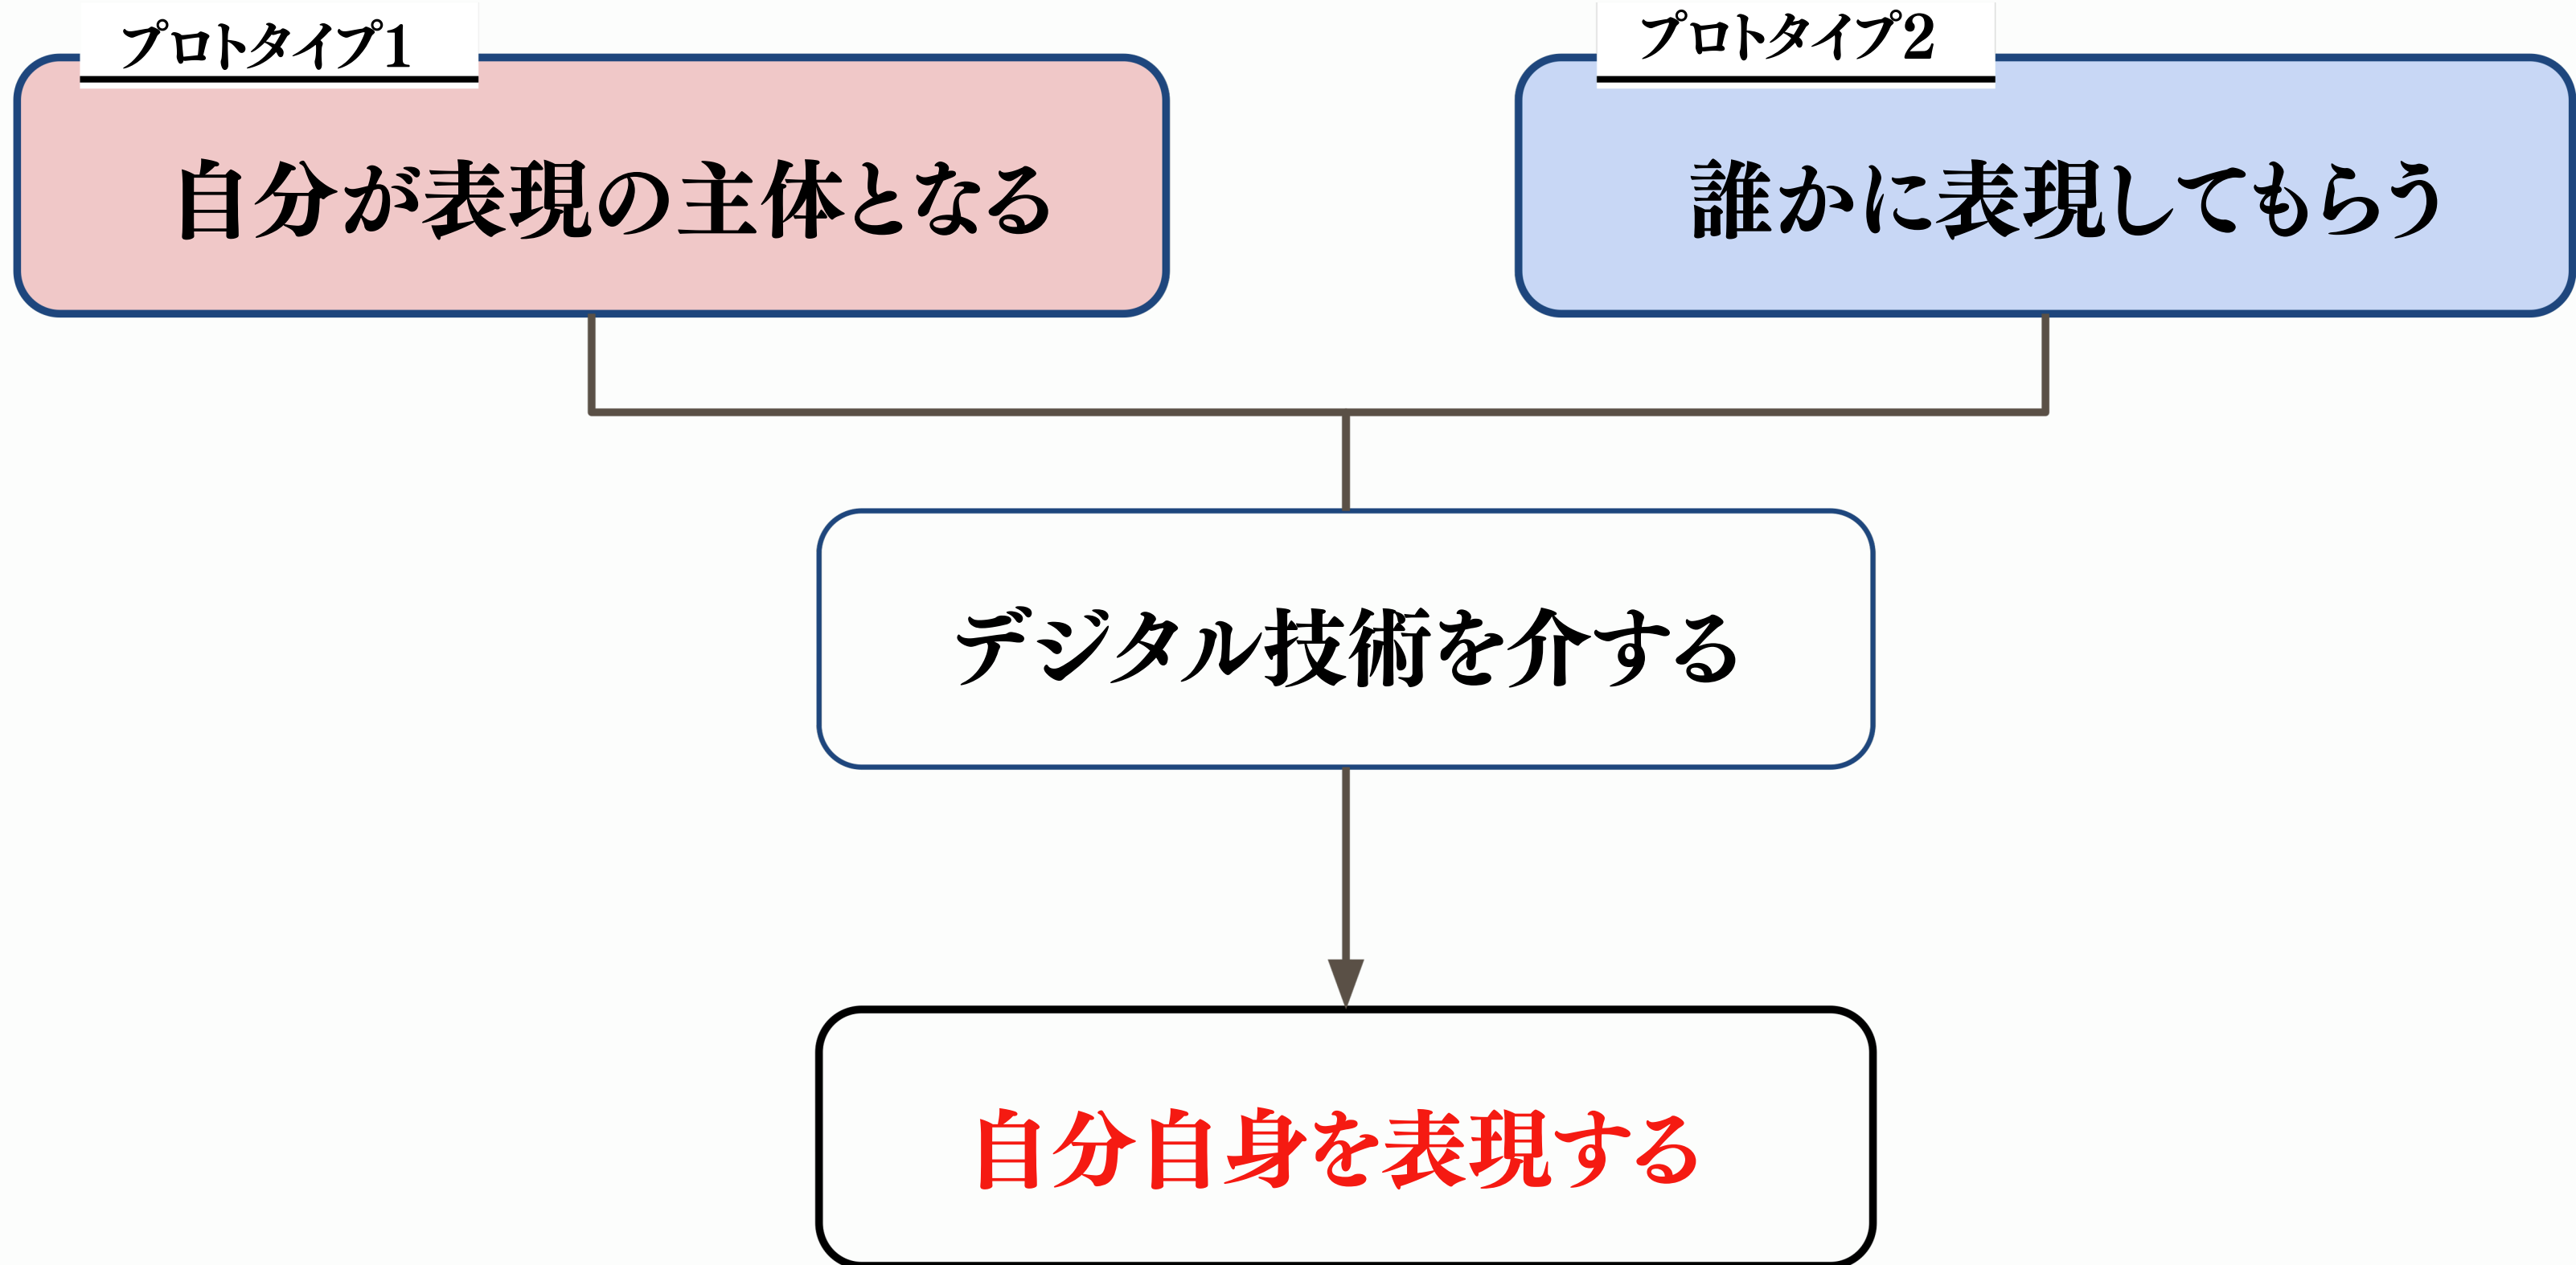 プロトタイプ1
自分が表現の主体となる
プロトタイプ2
誰かに表現してもらう
デジタル技術を介する
自分自身を表現する